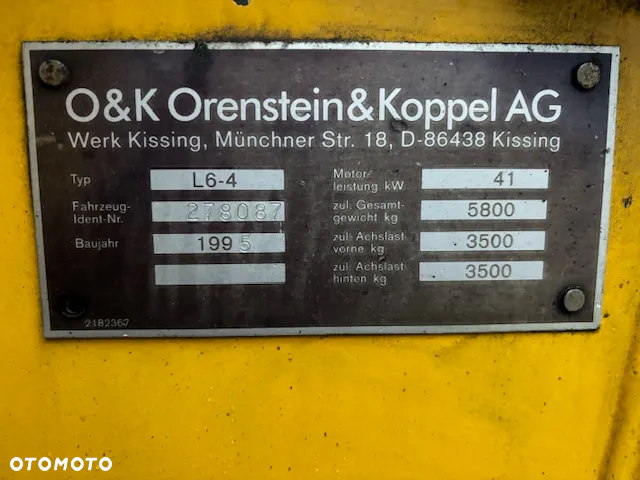 O&K Orenstein&Koppel AG
Werk Kissing, Münchner Str. 18, D-86438 Kissing
Typ L6-4
Fahrzeug-
Ident-Nr. 278087
Baujahr 1995
Motor-
leistung kW 41
zul. Gesamt-
gewicht kg 5800
zul. Achslast
vorne kg 3500
zul. Achslast
hinten kg 3500
2182367
OTOMOTO